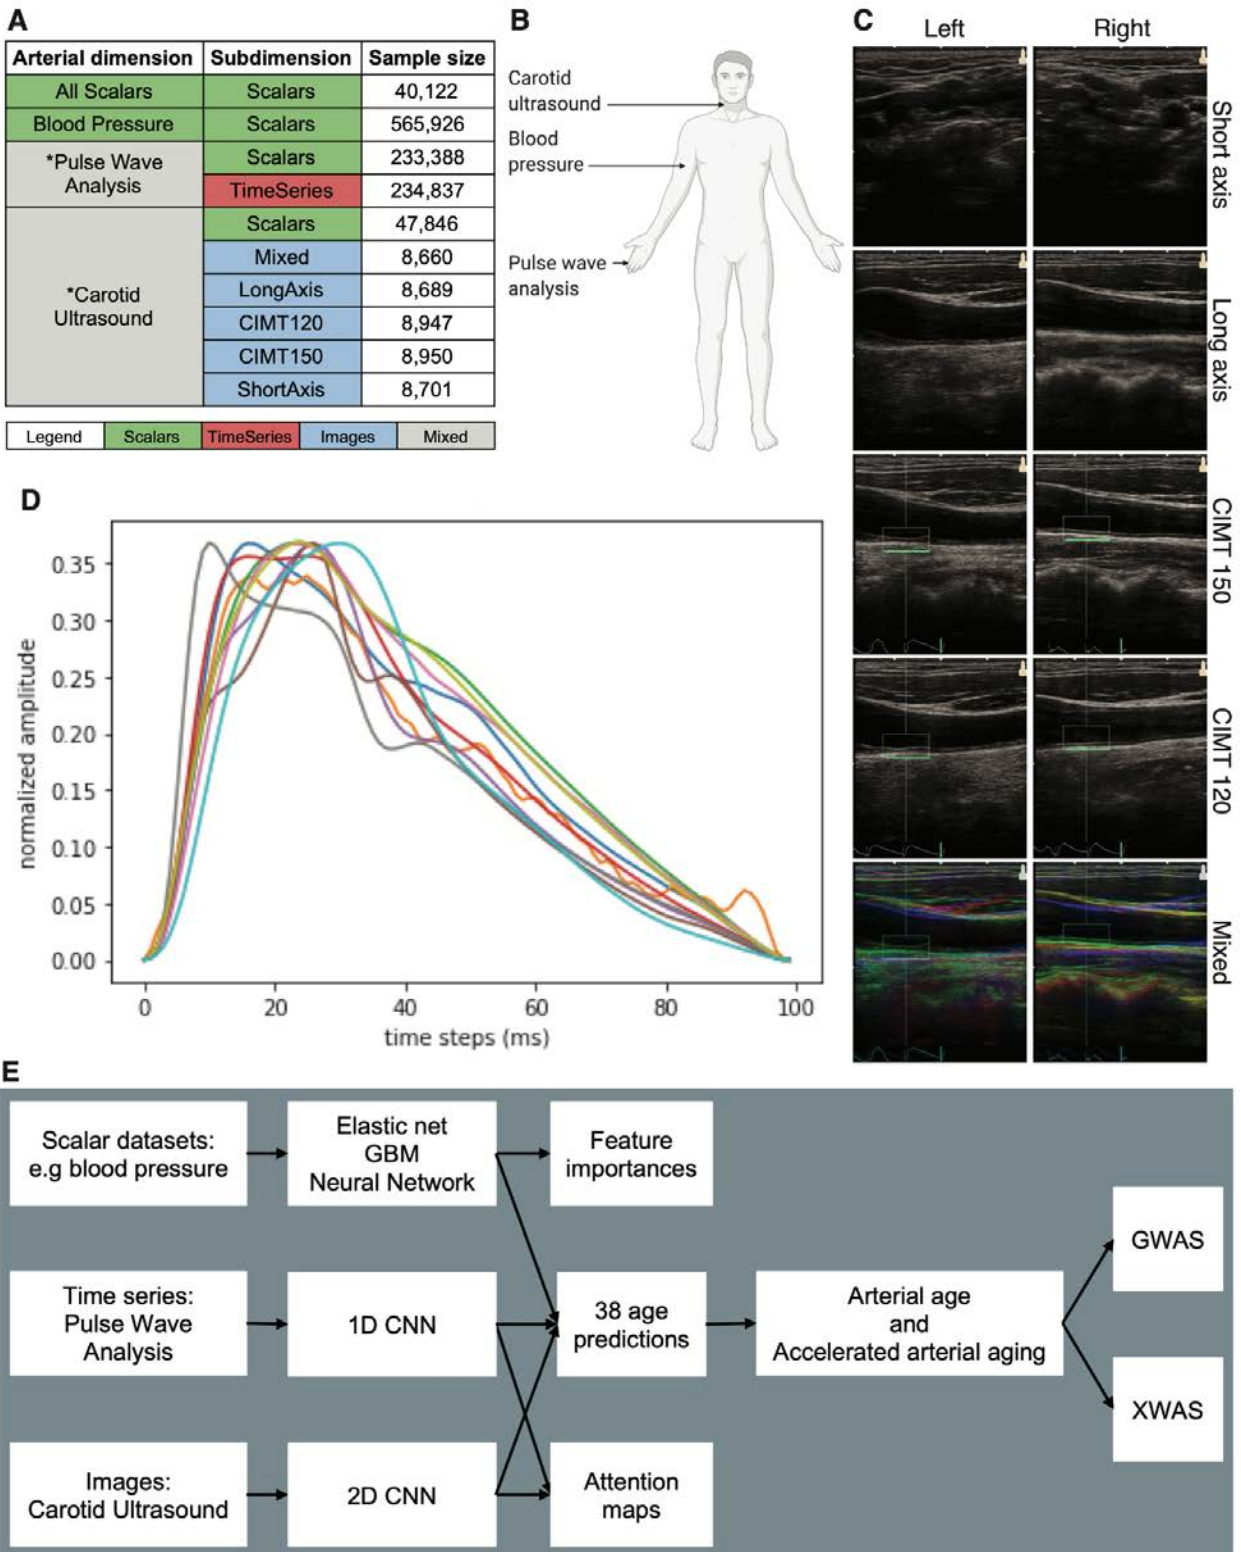 A
Arterial dimension Subdimension Sample size
All Scalars Scalars 40,122
Blood Pressure Scalars 565,926
*Pulse Wave
Analysis
Scalars 233,388
TimeSeries 234,837
*Carotid
Ultrasound
Scalars 47,846
Mixed 8,660
LongAxis 8,689
CIMT120 8,947
CIMT150 8,950
ShortAxis 8,701
Legend Scalars TimeSeries Images Mixed
B
Carotid
ultrasound
Blood
pressure
Pulse wave
analysis
C
Left Right
Short axis
Long axis
CIMT 150
CIMT 120
Mixed
D
normalized amplitude
0.35
0.30
0.25
0.20
0.15
0.10
0.05
0.00
0 20 40 60 80 100
time steps (ms)
E
Scalar datasets:
e.g blood pressure
Elastic net
GBM
Neural Network
Feature
importances
Time series:
Pulse Wave
Analysis
1D CNN
38 age
predictions
Arterial age
and
Accelerated arterial aging
GWAS
XWAS
Images:
Carotid Ultrasound
2D CNN
Attention
maps